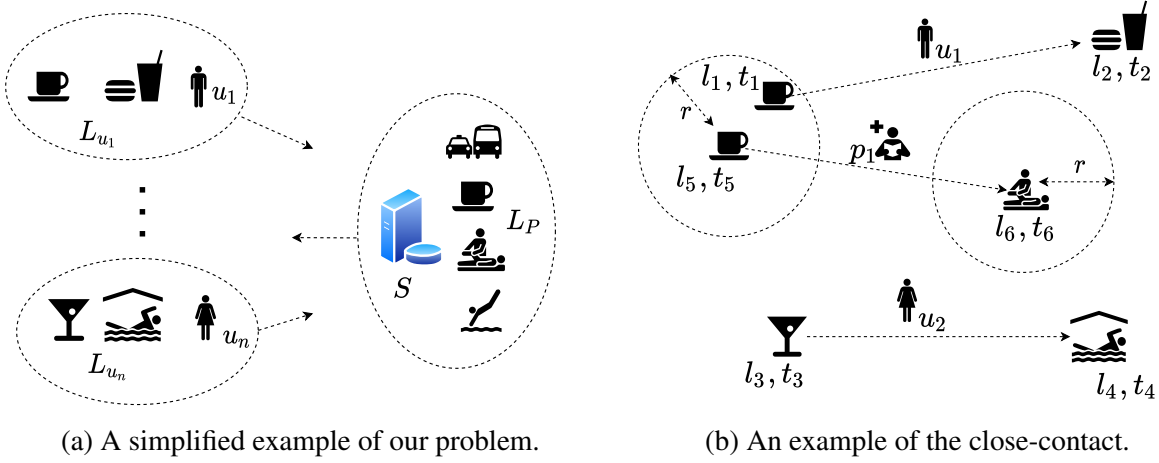 u₁
L_{u₁}
L_P
S
u_n
L_{u_n}
(a) A simplified example of our problem.
u₁
l₂, t₂
l₁, t₁
r
p₁
l₅, t₅
r
l₆, t₆
u₂
l₃, t₃
l₄, t₄
(b) An example of the close-contact.